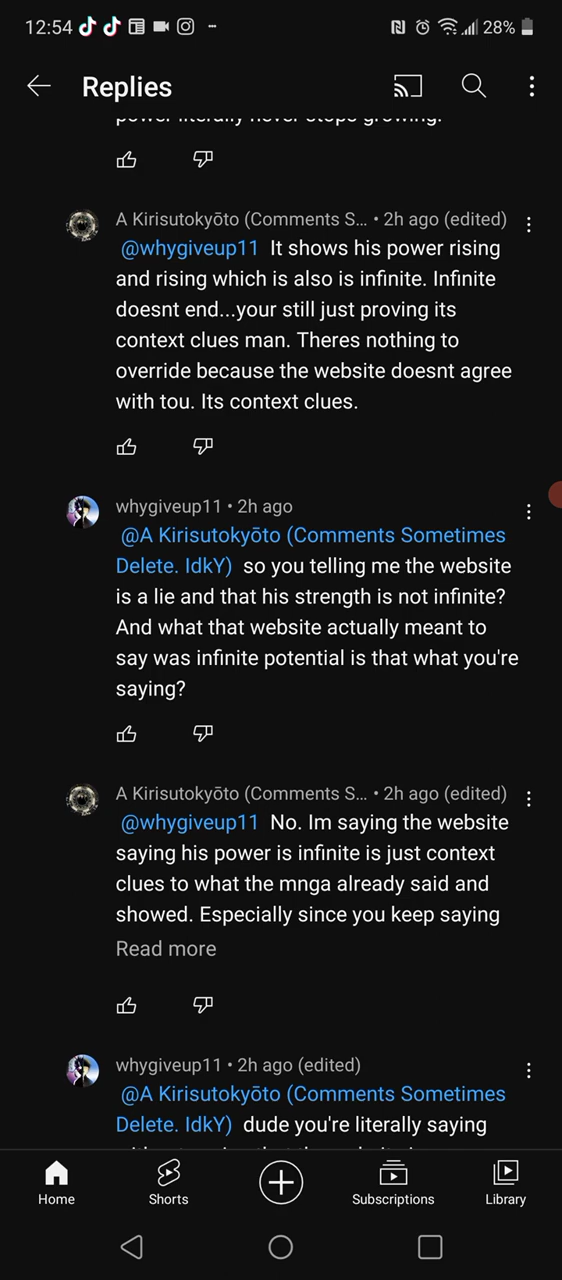 12:54
28%
Replies
power literally never stops growing.
A Kirisutokyōto (Comments S... • 2h ago (edited)
@whygiveup11 It shows his power rising
and rising which is also is infinite. Infinite
doesnt end...your still just proving its
context clues man. Theres nothing to
override because the website doesnt agree
with tou. Its context clues.
whygiveup11 • 2h ago
@A Kirisutokyōto (Comments Sometimes
Delete. IdkY) so you telling me the website
is a lie and that his strength is not infinite?
And what that website actually meant to
say was infinite potential is that what you're
saying?
A Kirisutokyōto (Comments S... • 2h ago (edited)
@whygiveup11 No. Im saying the website
saying his power is infinite is just context
clues to what the mnga already said and
showed. Especially since you keep saying
Read more
whygiveup11 • 2h ago (edited)
@A Kirisutokyōto (Comments Sometimes
Delete. IdkY) dude you're literally saying
Home
Shorts
Subscriptions
Library